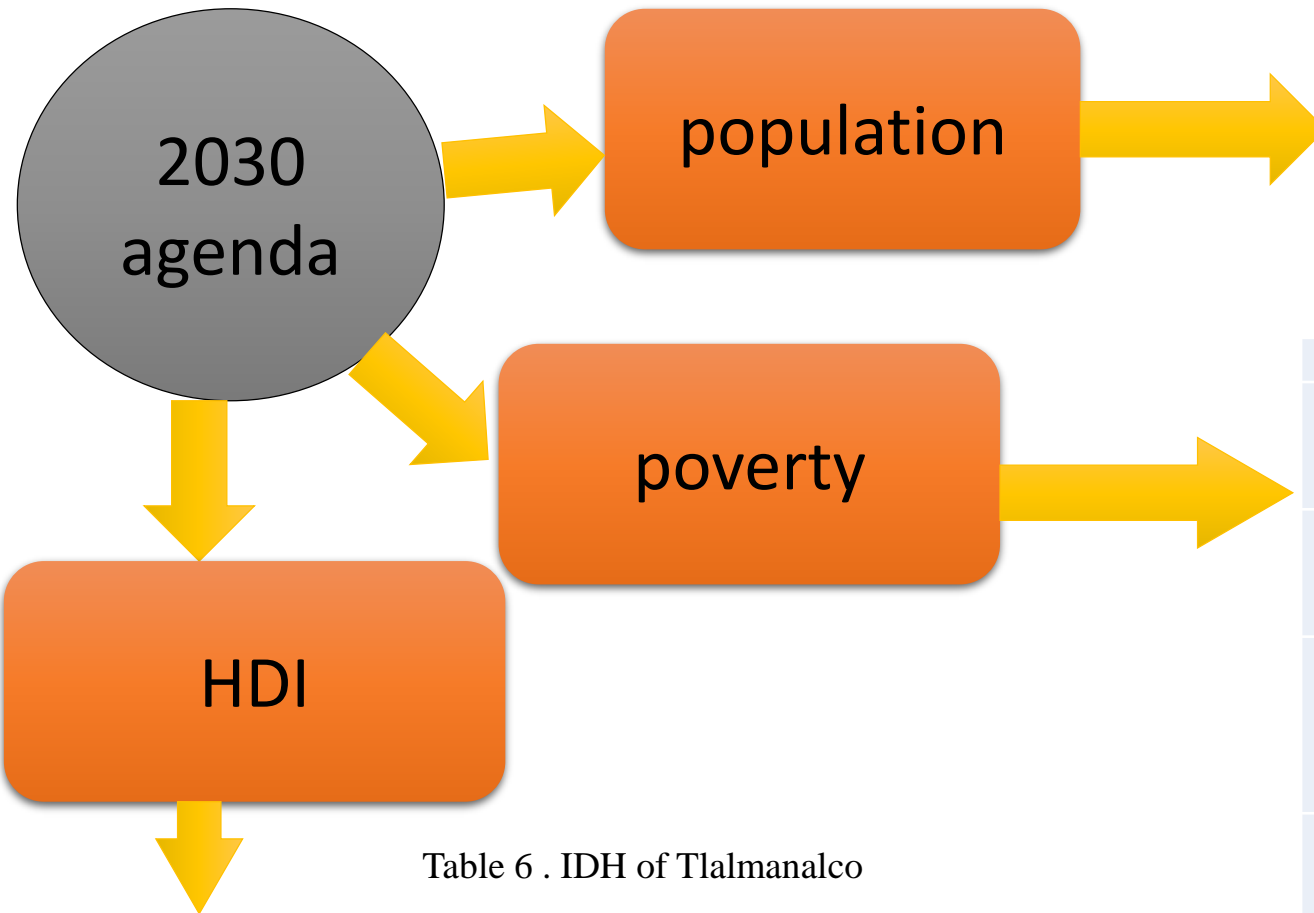 2030
agenda
population
poverty
HDI
Table 6 . IDH of Tlalmanalco